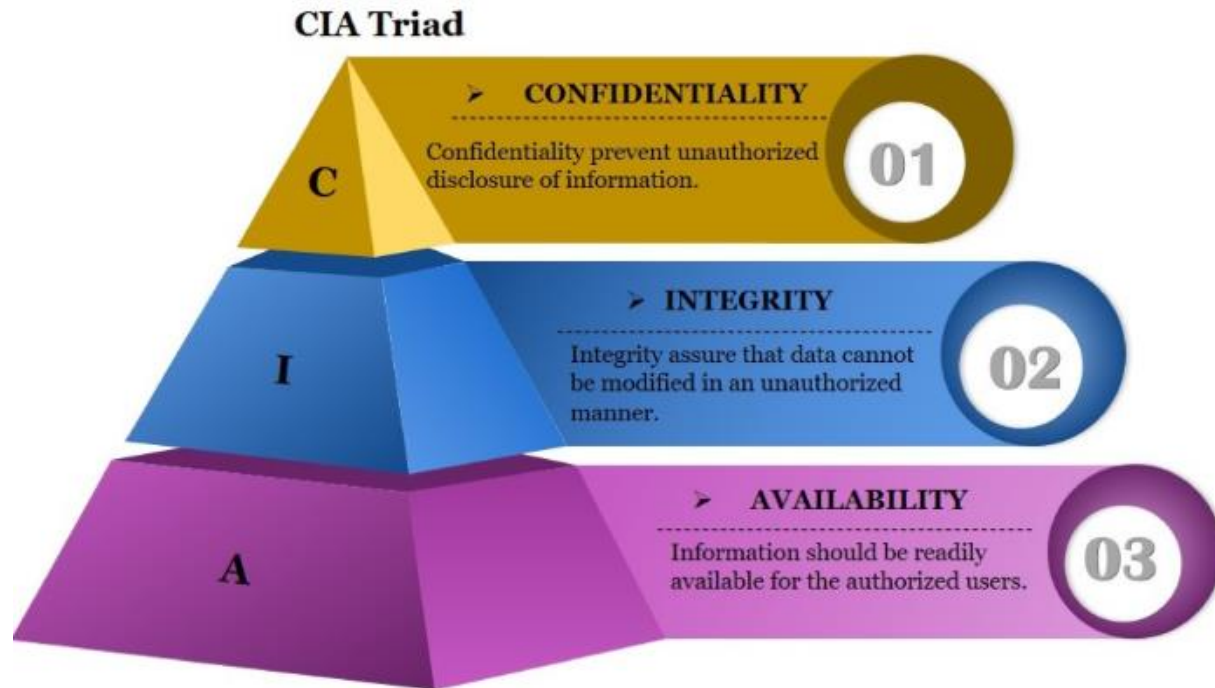 CIA Triad
➤ CONFIDENTIALITY
Confidentiality prevent unauthorized
disclosure of information.
C
01
➤ INTEGRITY
Integrity assure that data cannot
be modified in an unauthorized
manner.
I
02
➤ AVAILABILITY
Information should be readily
available for the authorized users.
A
03